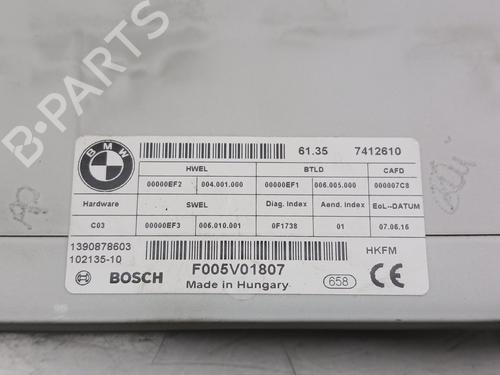 B-PARTS
BMW
61.35 7412610
HWEL BTLD CAFD
00000EF2 004.001.000 00000EF1 006.005.000 000007C8
Hardware SWEL Diag. Index Aend. Index EoL--DATUM
C03 00000EF3 006.010.001 0F1738 01 07.06.16
1390878603
102135-10
HKFM
BOSCH F005V01807
Made in Hungary
658 CE